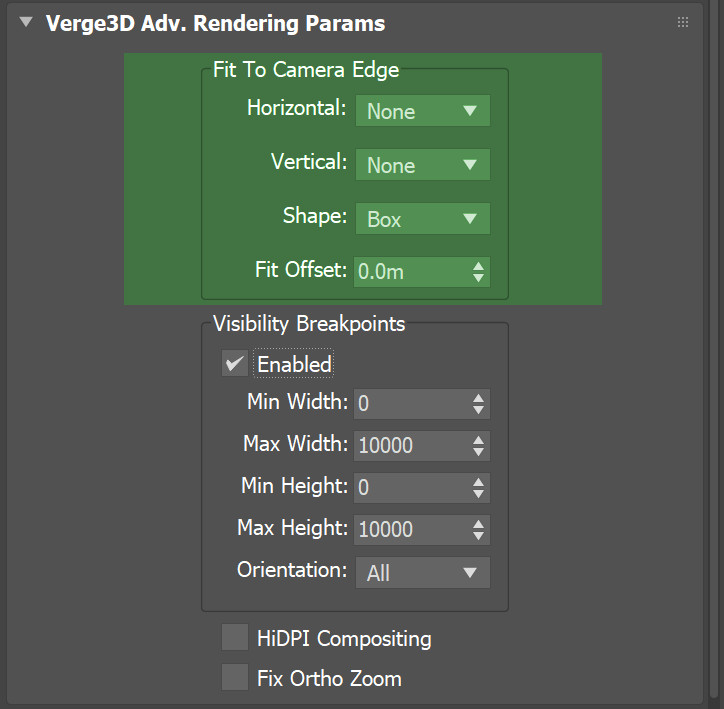 Verge3D Adv. Rendering Params
Fit To Camera Edge
Horizontal: None
Vertical: None
Shape: Box
Fit Offset: 0.0m
Visibility Breakpoints
Enabled
Min Width: 0
Max Width: 10000
Min Height: 0
Max Height: 10000
Orientation: All
HiDPI Compositing
Fix Ortho Zoom